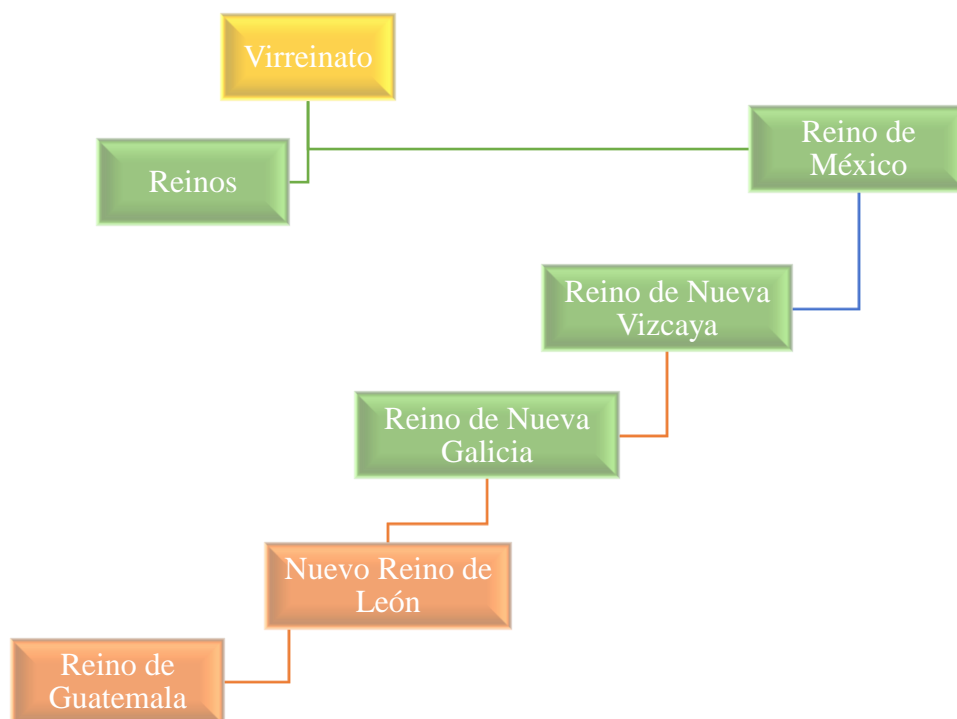 Virreinato
Reinos
Reino de
México
Reino de Nueva
Vizcaya
Reino de Nueva
Galicia
Nuevo Reino de
León
Reino de
Guatemala